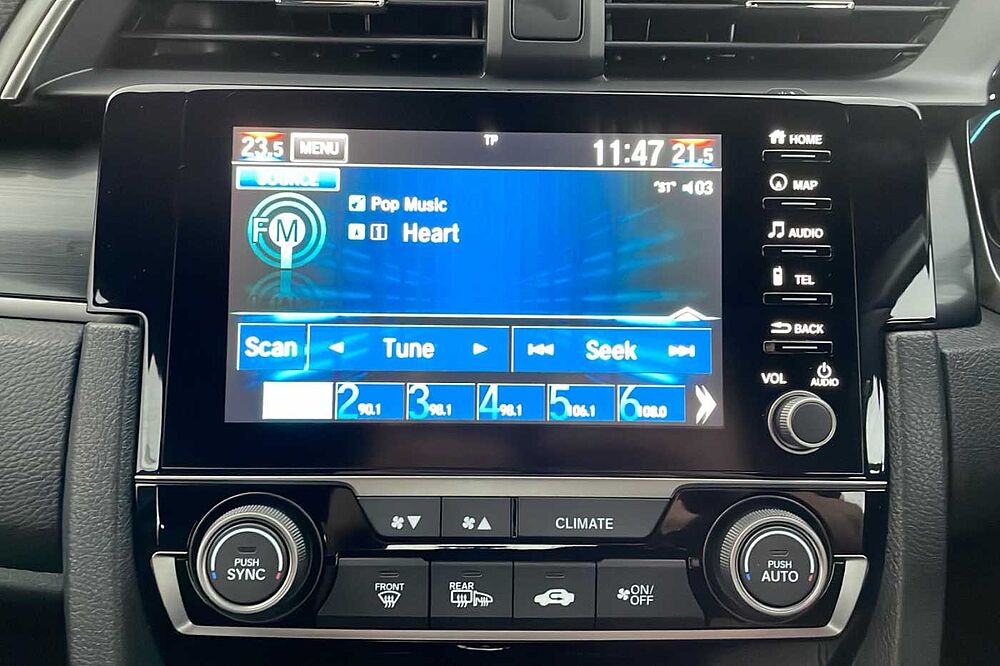 23.5 MENU TP 11:47 21.5
SOURCE "ST" 03
FM Pop Music
A 1 Heart
Scan Tune Seek
2 90.1 3 98.1 4 98.1 5 106.1 6 108.0
HOME
MAP
AUDIO
TEL
BACK
VOL AUDIO
CLIMATE
PUSH
SYNC
FRONT
REAR
ON/
OFF
PUSH
AUTO